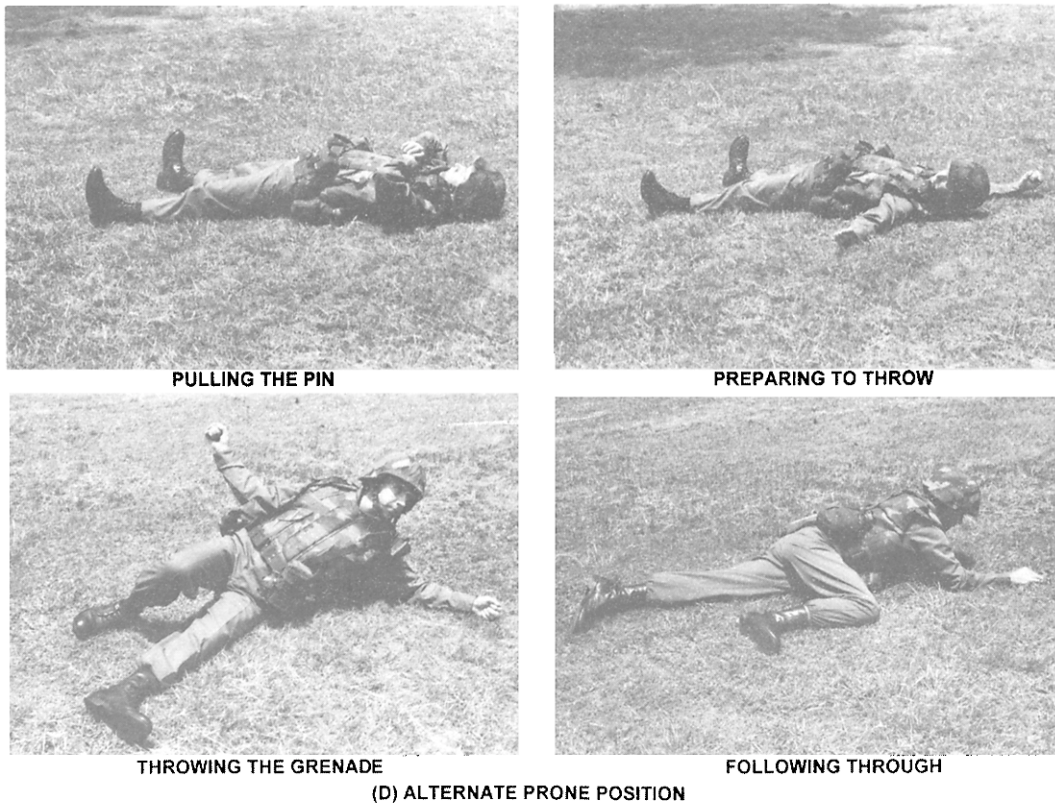 PULLING THE PIN
PREPARING TO THROW
THROWING THE GRENADE
FOLLOWING THROUGH
(D) ALTERNATE PRONE POSITION